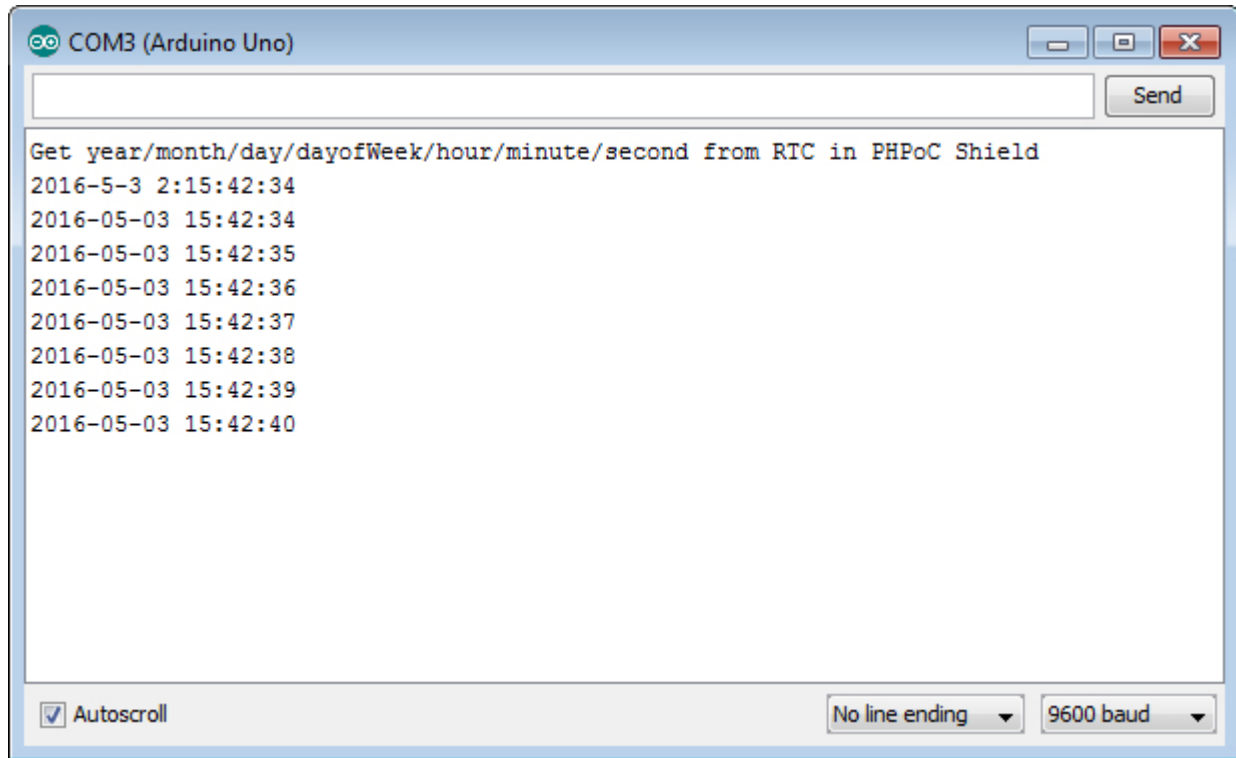 COM3 (Arduino Uno)
Send
Get year/month/day/dayofWeek/hour/minute/second from RTC in PHPoC Shield
2016-5-3 2:15:42:34
2016-05-03 15:42:34
2016-05-03 15:42:35
2016-05-03 15:42:36
2016-05-03 15:42:37
2016-05-03 15:42:38
2016-05-03 15:42:39
2016-05-03 15:42:40
Autoscroll
No line ending
9600 baud